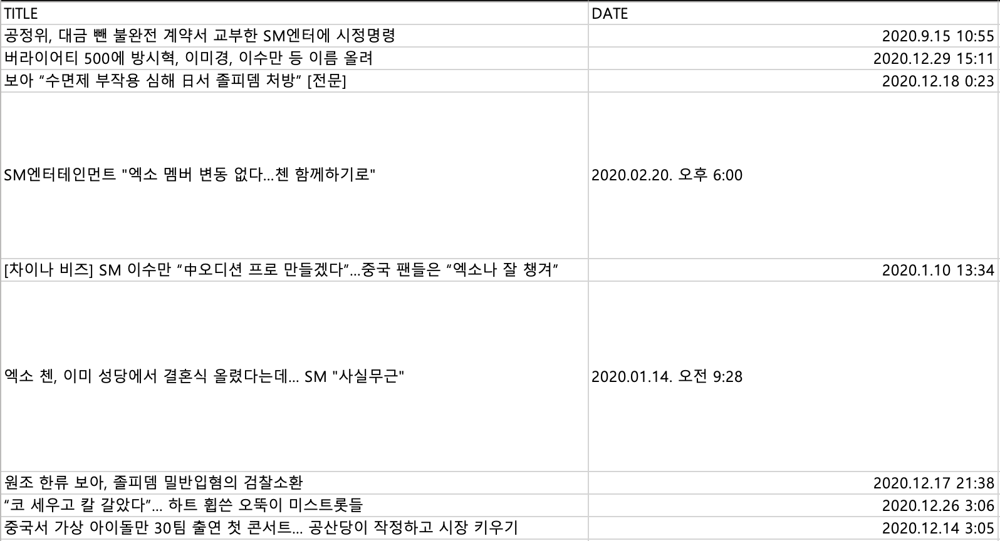 TITLE DATE
공정위, 대금 뺀 불완전 계약서 교부한 SM엔터에 시정명령 2020.9.15 10:55
버라이어티 500에 방시혁, 이미경, 이수만 등 이름 올려 2020.12.29 15:11
보아 “수면제 부작용 심해 日서 졸피뎀 처방” [전문] 2020.12.18 0:23
SM엔터테인먼트 "엑소 멤버 변동 없다...첸 함께하기로" 2020.02.20. 오후 6:00
[차이나 비즈] SM 이수만 “中오디션 프로 만들겠다”...중국 팬들은 “엑소나 잘 챙겨” 2020.1.10 13:34
엑소 첸, 이미 성당에서 결혼식 올렸다는데... SM "사실무근" 2020.01.14. 오전 9:28
원조 한류 보아, 졸피뎀 밀반입혐의 검찰소환 2020.12.17 21:38
“코 세우고 칼 갈았다”... 하트 휩쓴 오뚝이 미스트롯들 2020.12.26 3:06
중국서 가상 아이돌만 30팀 출연 첫 콘서트... 공산당이 작정하고 시장 키우기 2020.12.14 3:05